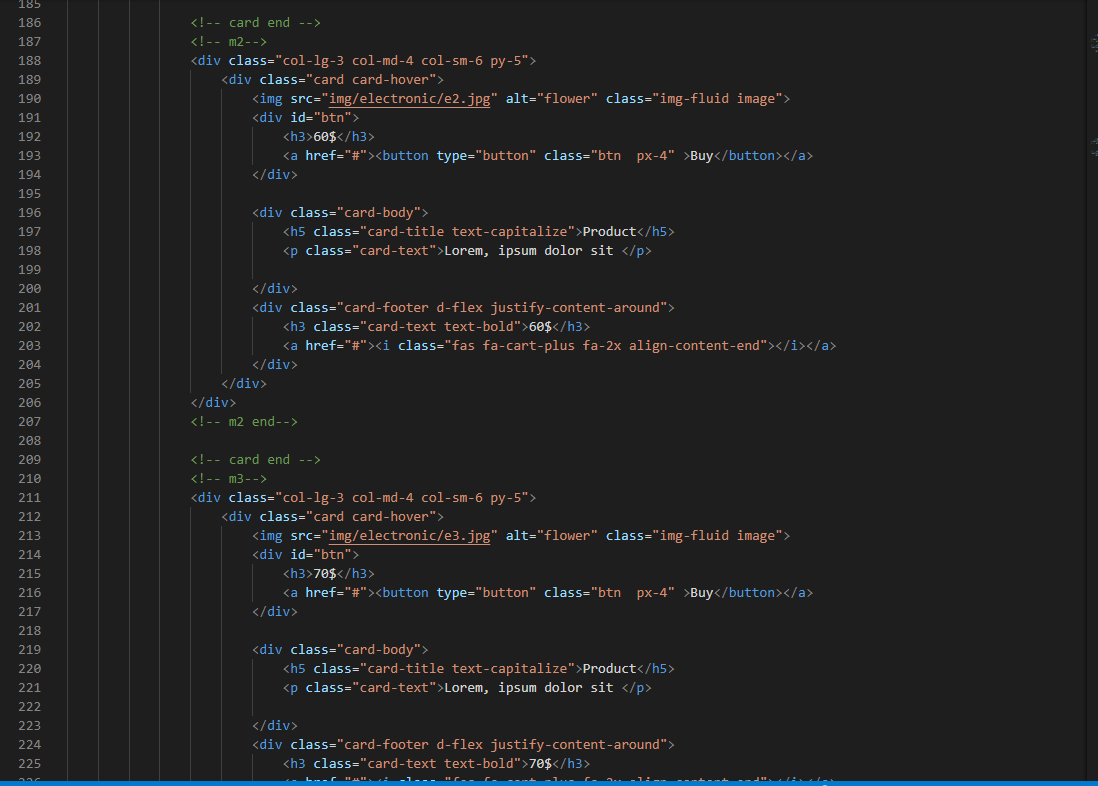 185
186 <!-- card end -->
187 <!-- m2-->
188 <div class="col-lg-3 col-md-4 col-sm-6 py-5">
189 <div class="card card-hover">
190 <img src="img/electronic/e2.jpg" alt="flower" class="img-fluid image">
191 <div id="btn">
192 <h3>60$</h3>
193 <a href="#"><button type="button" class="btn  px-4" >Buy</button></a>
194 </div>
195
196 <div class="card-body">
197 <h5 class="card-title text-capitalize">Product</h5>
198 <p class="card-text">Lorem, ipsum dolor sit </p>
199
200 </div>
201 <div class="card-footer d-flex justify-content-around">
202 <h3 class="card-text text-bold">60$</h3>
203 <a href="#"><i class="fas fa-cart-plus fa-2x align-content-end"></i></a>
204 </div>
205 </div>
206 </div>
207 <!-- m2 end-->
208
209 <!-- card end -->
210 <!-- m3-->
211 <div class="col-lg-3 col-md-4 col-sm-6 py-5">
212 <div class="card card-hover">
213 <img src="img/electronic/e3.jpg" alt="flower" class="img-fluid image">
214 <div id="btn">
215 <h3>70$</h3>
216 <a href="#"><button type="button" class="btn  px-4" >Buy</button></a>
217 </div>
218
219 <div class="card-body">
220 <h5 class="card-title text-capitalize">Product</h5>
221 <p class="card-text">Lorem, ipsum dolor sit </p>
222
223 </div>
224 <div class="card-footer d-flex justify-content-around">
225 <h3 class="card-text text-bold">70$</h3>
226 <a href="#"><i class="fas fa-cart-plus fa-2x align-content-end"></i></a>